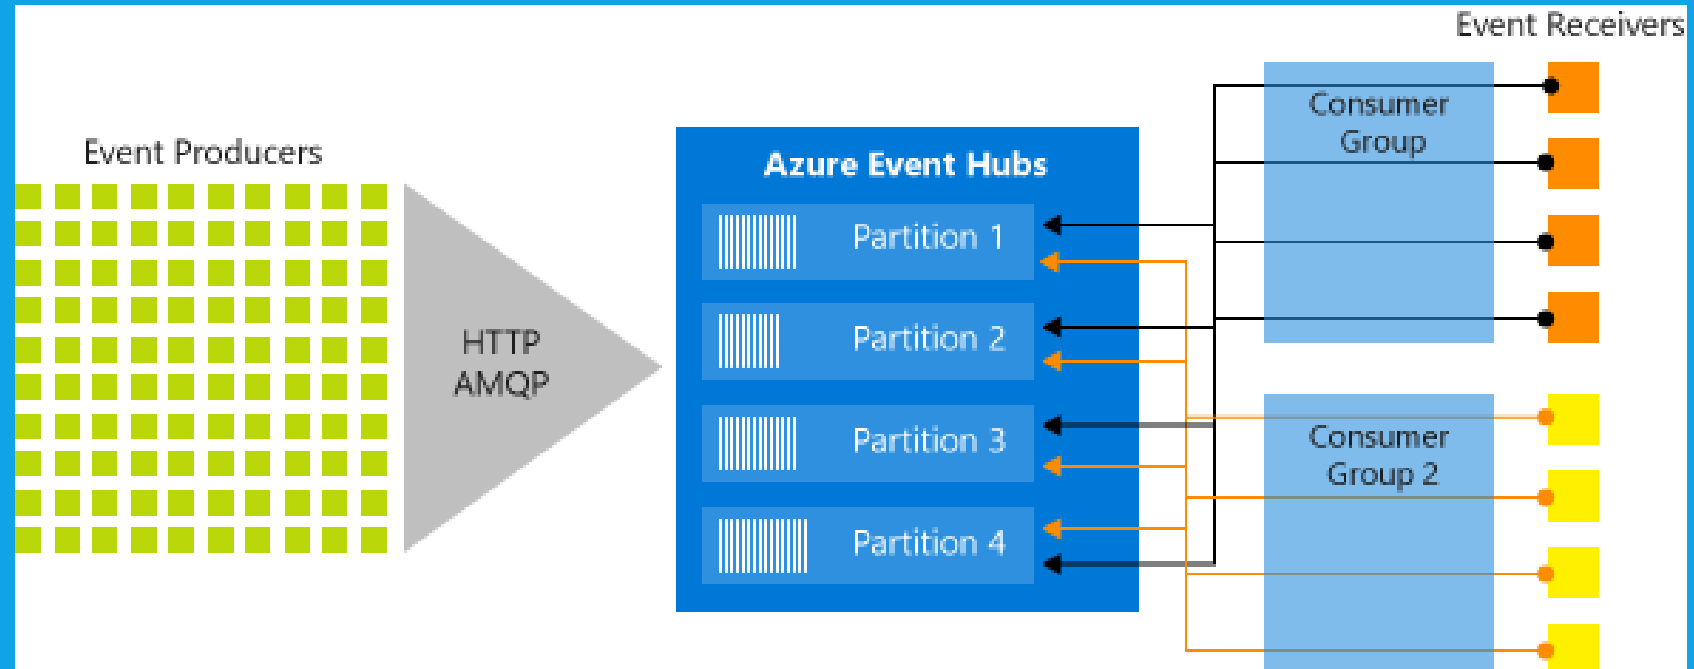 Event Receivers
Consumer
Group
Event Producers
Azure Event Hubs
Partition 1
Partition 2
HTTP
AMQP
Partition 3
Consumer
Group 2
Partition 4